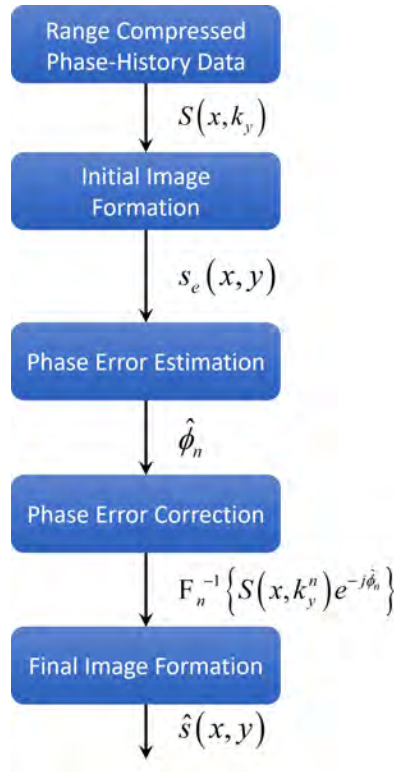 Range Compressed
Phase-History Data
S(x, k_y)
Initial Image
Formation
s_e(x, y)
Phase Error Estimation
ϕ̂_n
Phase Error Correction
F_n^{-1}{S(x, k_y^n)e^{-jϕ̂_n}}
Final Image Formation
ŝ(x, y)